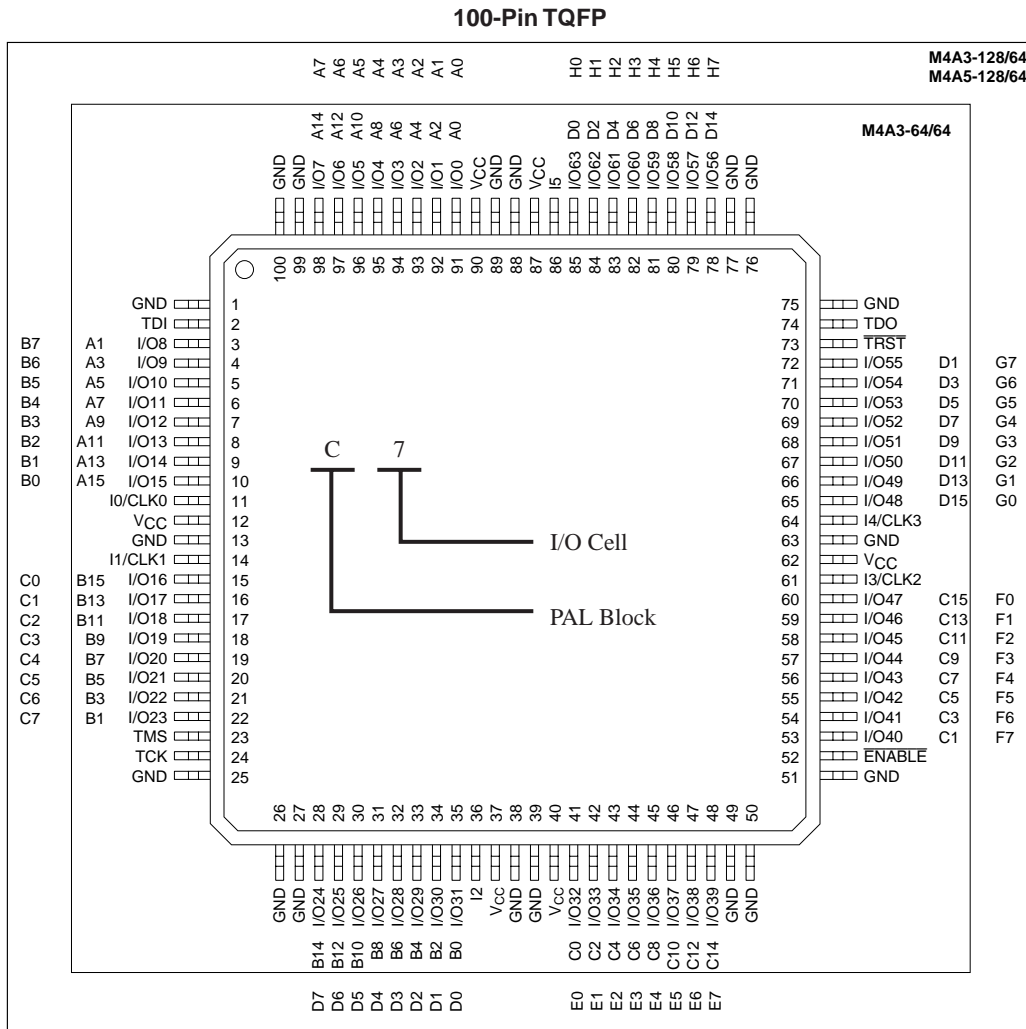 100-Pin TQFP
M4A3-128/64
M4A5-128/64
A7 A6 A5 A4 A3 A2 A1 A0 H0 H1 H2 H3 H4 H5 H6 H7
M4A3-64/64
A14 A12 A10 A8 A6 A4 A2 A0 D0 D2 D4 D6 D8 D10 D12 D14
GND GND I/O7 I/O6 I/O5 I/O4 I/O3 I/O2 I/O1 I/O0 VCC GND GND VCC I5 I/O63 I/O62 I/O61 I/O60 I/O59 I/O58 I/O57 I/O56 GND GND
100 99 98 97 96 95 94 93 92 91 90 89 88 87 86 85 84 83 82 81 80 79 78 77 76
GND 1 75 GND
TDI 2 74 TDO
B7 A1 I/O8 3 73 TRST
B6 A3 I/O9 4 72 I/O55 D1 G7
B5 A5 I/O10 5 71 I/O54 D3 G6
B4 A7 I/O11 6 70 I/O53 D5 G5
B3 A9 I/O12 7 69 I/O52 D7 G4
B2 A11 I/O13 8 68 I/O51 D9 G3
B1 A13 I/O14 9 67 I/O50 D11 G2
B0 A15 I/O15 10 66 I/O49 D13 G1
I0/CLK0 11 65 I/O48 D15 G0
VCC 12 64 I4/CLK3
GND 13 63 GND
I1/CLK1 14 62 VCC
C0 B15 I/O16 15 61 I3/CLK2
C1 B13 I/O17 16 60 I/O47 C15 F0
C2 B11 I/O18 17 59 I/O46 C13 F1
C3 B9 I/O19 18 58 I/O45 C11 F2
C4 B7 I/O20 19 57 I/O44 C9 F3
C5 B5 I/O21 20 56 I/O43 C7 F4
C6 B3 I/O22 21 55 I/O42 C5 F5
C7 B1 I/O23 22 54 I/O41 C3 F6
TMS 23 53 I/O40 C1 F7
TCK 24 52 ENABLE
GND 25 51 GND
C 7
I/O Cell
PAL Block
26 27 28 29 30 31 32 33 34 35 36 37 38 39 40 41 42 43 44 45 46 47 48 49 50
GND GND I/O24 I/O25 I/O26 I/O27 I/O28 I/O29 I/O30 I/O31 I2 VCC GND GND VCC I/O32 I/O33 I/O34 I/O35 I/O36 I/O37 I/O38 I/O39 GND GND
B14 B12 B10 B8 B6 B4 B2 B0 C0 C2 C4 C6 C8 C10 C12 C14
D7 D6 D5 D4 D3 D2 D1 D0 E0 E1 E2 E3 E4 E5 E6 E7